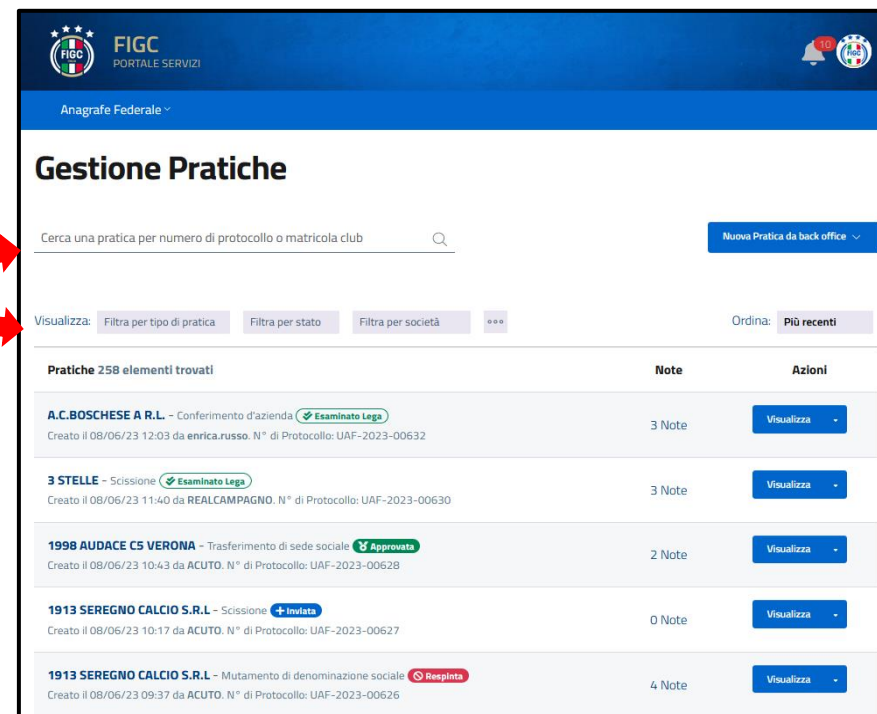 FIGC
FIGC
PORTALE SERVIZI
10
FIGC
Anagrafe Federale
Gestione Pratiche
Cerca una pratica per numero di protocollo o matricola club
Nuova Pratica da back office
Visualizza: Filtra per tipo di pratica Filtra per stato Filtra per società Ordina: Più recenti
Pratiche 258 elementi trovati Note Azioni
A.C.BOSCHESE A R.L. - Conferimento d'azienda Esaminato Lega
Creato il 08/06/23 12:03 da enrica.russo. N° di Protocollo: UAF-2023-00632
3 Note Visualizza
3 STELLE - Scissione Esaminato Lega
Creato il 08/06/23 11:40 da REALCAMPAGNO. N° di Protocollo: UAF-2023-00630
3 Note Visualizza
1998 AUDACE C5 VERONA - Trasferimento di sede sociale Approvata
Creato il 08/06/23 10:43 da ACUTO. N° di Protocollo: UAF-2023-00628
2 Note Visualizza
1913 SEREGNO CALCIO S.R.L - Scissione Inviata
Creato il 08/06/23 10:17 da ACUTO. N° di Protocollo: UAF-2023-00627
0 Note Visualizza
1913 SEREGNO CALCIO S.R.L - Mutamento di denominazione sociale Respinta
Creato il 08/06/23 09:37 da ACUTO. N° di Protocollo: UAF-2023-00626
4 Note Visualizza